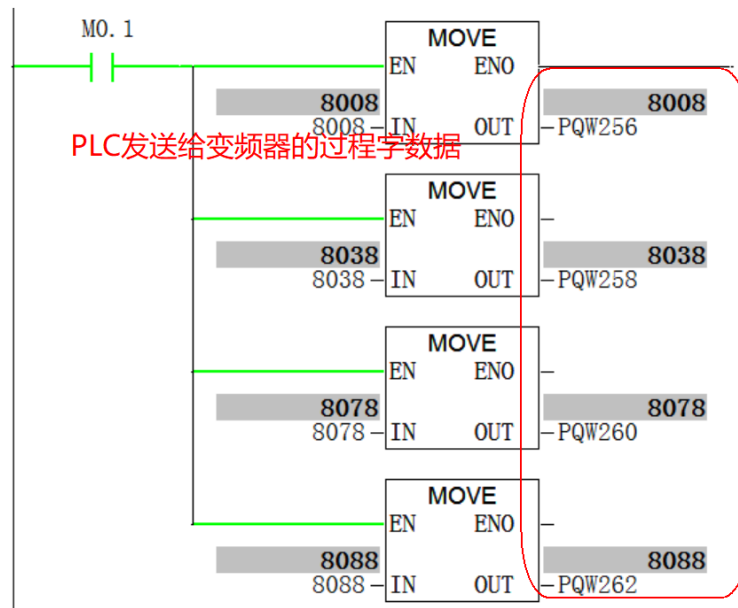 M0.1
MOVE
EN ENO
8008 8008
8008 IN OUT PQW256
PLC发送给变频器的过程字数据
MOVE
EN ENO
8038 8038
8038 IN OUT PQW258
MOVE
EN ENO
8078 8078
8078 IN OUT PQW260
MOVE
EN ENO
8088 8088
8088 IN OUT PQW262